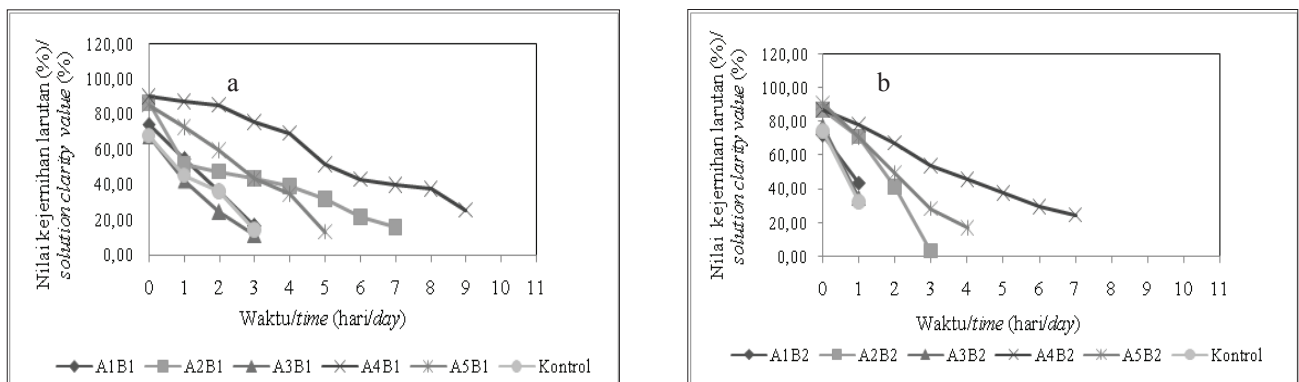 Nilai kejernihan larutan (%)/
solution clarity value (%)
120,00
100,00
80,00
60,00
40,00
20,00
0,00
a
0 1 2 3 4 5 6 7 8 9 10 11
Waktu/time (hari/day)
A1B1 A2B1 A3B1 A4B1 A5B1 Kontrol
Nilai kejernihan larutan (%)/
solution clarity value (%)
120,00
100,00
80,00
60,00
40,00
20,00
0,00
b
0 1 2 3 4 5 6 7 8 9 10 11
Waktu/time (hari/day)
A1B2 A2B2 A3B2 A4B2 A5B2 Kontrol